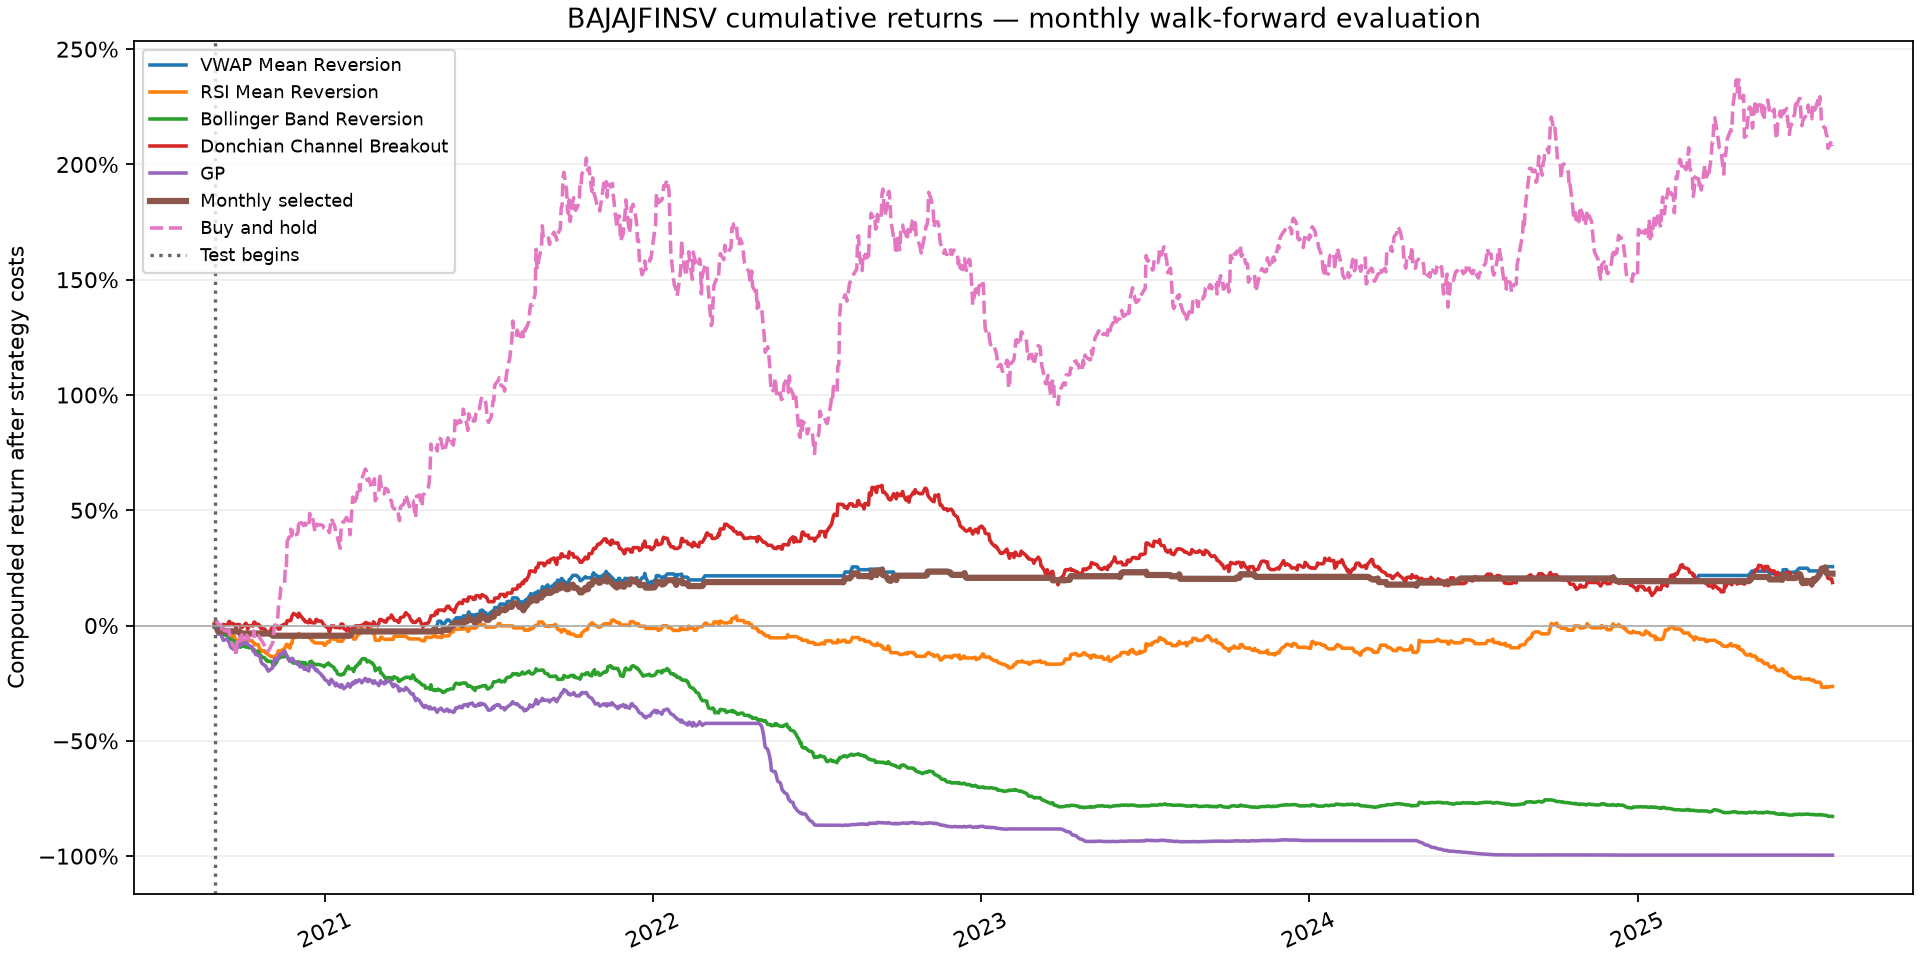 BAJAJFINSV cumulative returns — monthly walk-forward evaluation
Compounded return after strategy costs
250%
200%
150%
100%
50%
0%
−50%
−100%
VWAP Mean Reversion
RSI Mean Reversion
Bollinger Band Reversion
Donchian Channel Breakout
GP
Monthly selected
Buy and hold
Test begins
2021
2022
2023
2024
2025